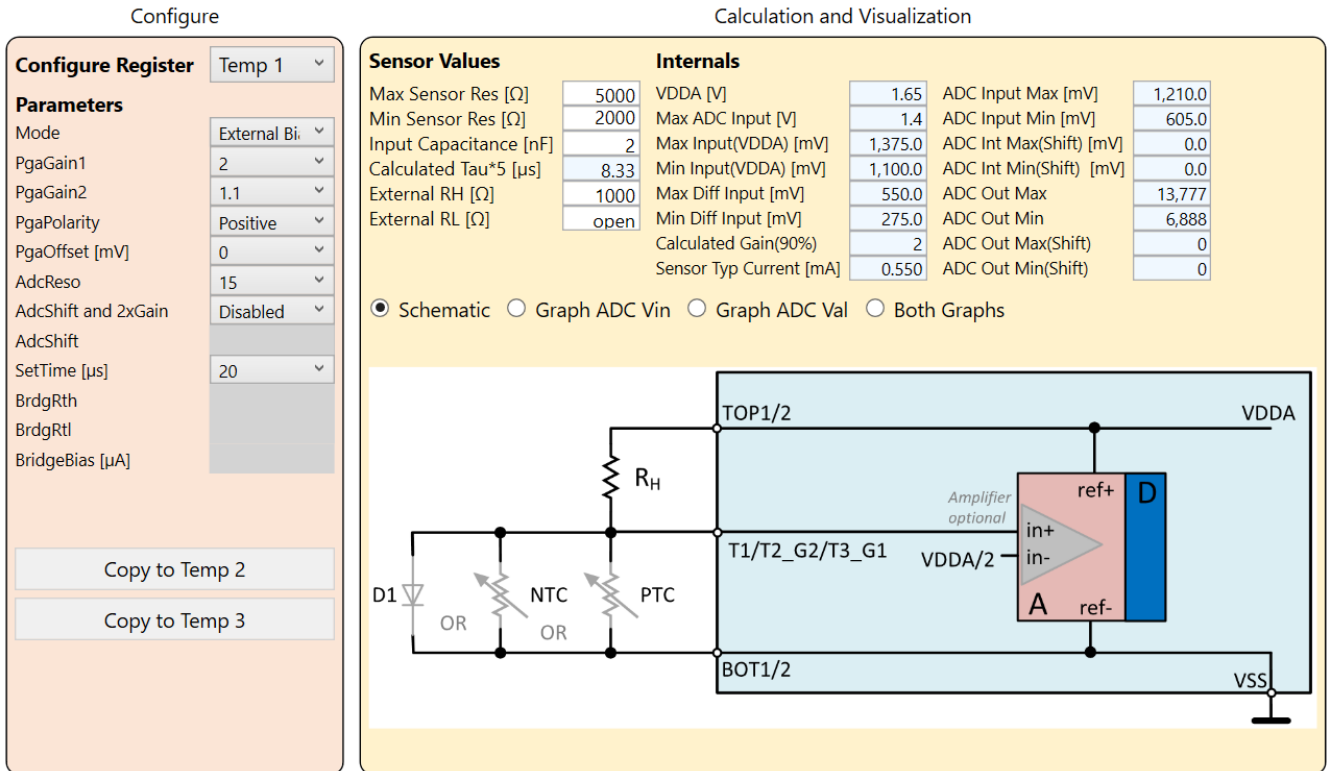 Configure
Configure Register Temp 1
Parameters
Mode External Bi
PgaGain1 2
PgaGain2 1.1
PgaPolarity Positive
PgaOffset [mV] 0
AdcReso 15
AdcShift and 2xGain Disabled
AdcShift
SetTime [µs] 20
BrdgRth
BrdgRtl
BridgeBias [µA]
Copy to Temp 2
Copy to Temp 3
Calculation and Visualization
Sensor Values
Max Sensor Res [Ω] 5000
Min Sensor Res [Ω] 2000
Input Capacitance [nF] 2
Calculated Tau*5 [µs] 8.33
External RH [Ω] 1000
External RL [Ω] open
Internals
VDDA [V] 1.65
Max ADC Input [V] 1.4
Max Input(VDDA) [mV] 1,375.0
Min Input(VDDA) [mV] 1,100.0
Max Diff Input [mV] 550.0
Min Diff Input [mV] 275.0
Calculated Gain(90%) 2
Sensor Typ Current [mA] 0.550
ADC Input Max [mV] 1,210.0
ADC Input Min [mV] 605.0
ADC Int Max(Shift) [mV] 0.0
ADC Int Min(Shift) [mV] 0.0
ADC Out Max 13,777
ADC Out Min 6,888
ADC Out Max(Shift) 0
ADC Out Min(Shift) 0
Schematic Graph ADC Vin Graph ADC Val Both Graphs
TOP1/2
VDDA
RH
Amplifier
optional
ref+
D
in+
T1/T2_G2/T3_G1
VDDA/2
in-
D1
NTC
PTC
OR
OR
A
ref-
BOT1/2
VSS